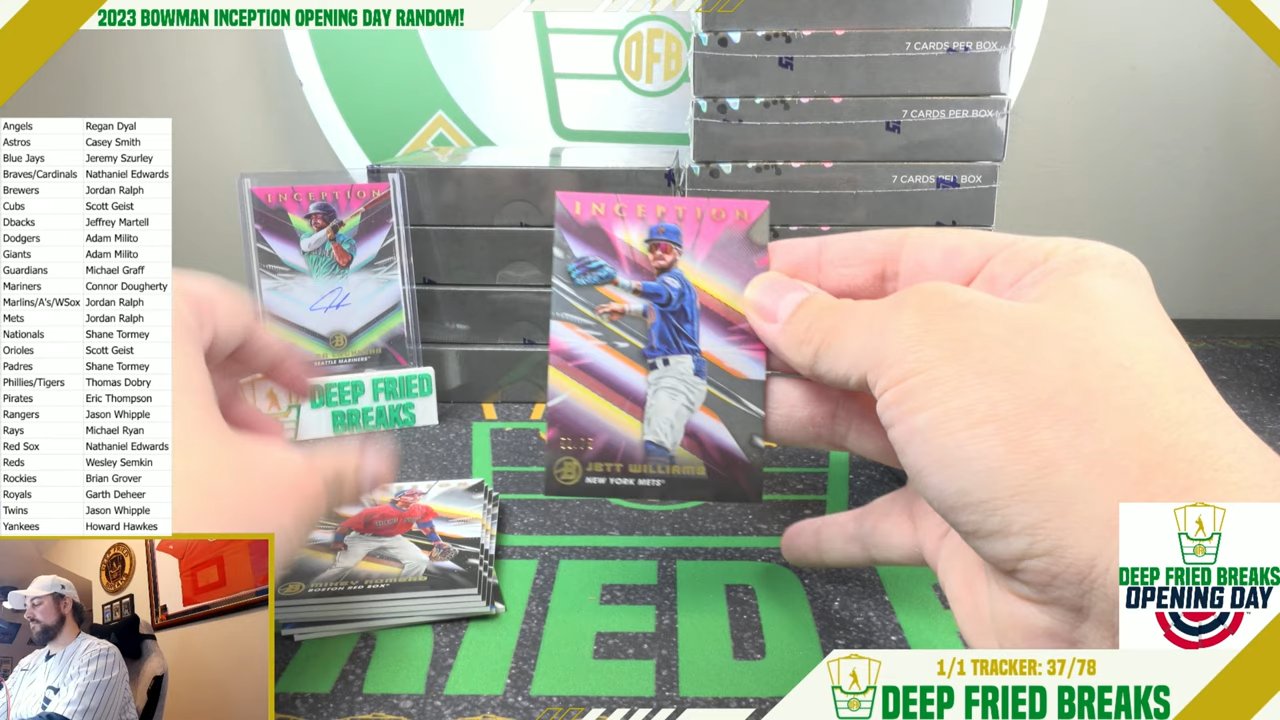 2023 BOWMAN INCEPTION OPENING DAY RANDOM!
DFB
7 CARDS PER BOX
7 CARDS PER BOX
7 CARDS PER BOX
Angels Regan Dyal
Astros Casey Smith
Blue Jays Jeremy Szurley
Braves/Cardinals Nathaniel Edwards
Brewers Jordan Ralph
Cubs Scott Geist
Dbacks Jeffrey Martell
Dodgers Adam Milito
Giants Adam Milito
Guardians Michael Graff
Mariners Connor Dougherty
Marlins/A's/WSox Jordan Ralph
Mets Jordan Ralph
Nationals Shane Tormey
Orioles Scott Geist
Padres Shane Tormey
Phillies/Tigers Thomas Dobry
Pirates Eric Thompson
Rangers Jason Whipple
Rays Michael Ryan
Red Sox Nathaniel Edwards
Reds Wesley Semkin
Rockies Brian Grover
Royals Garth Deheer
Twins Jason Whipple
Yankees Howard Hawkes
INCEPTION
SEATTLE MARINERS
DEEP FRIED
BREAKS
INCEPTION
JETT WILLIAMS
NEW YORK METS
MIKEY ROMERO
BOSTON RED SOX
RIED
DEEP FRIED BREAKS
OPENING DAY
1/1 TRACKER: 37/78
DEEP FRIED BREAKS